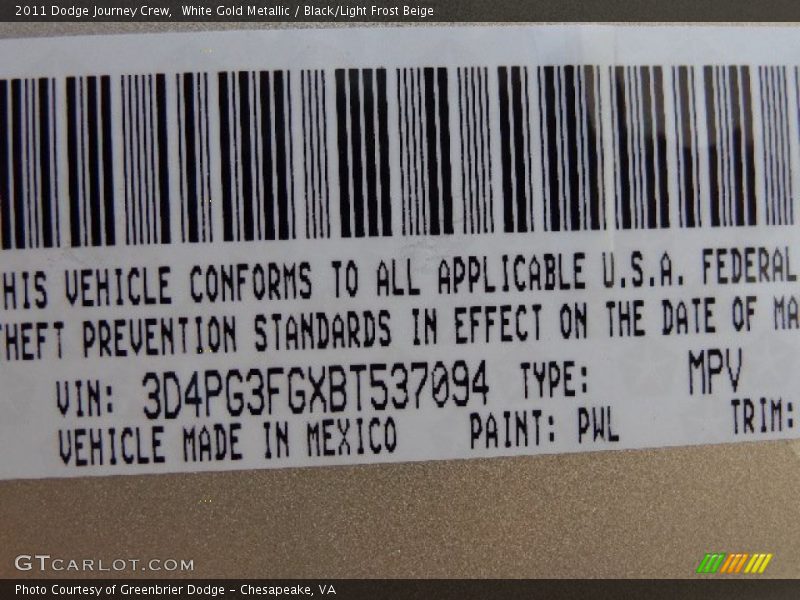 2011 Dodge Journey Crew, White Gold Metallic / Black/Light Frost Beige
HIS VEHICLE CONFORMS TO ALL APPLICABLE U.S.A. FEDERAL
THEFT PREVENTION STANDARDS IN EFFECT ON THE DATE OF MA
VIN: 3D4PG3FGXBT537094 TYPE: MPV
VEHICLE MADE IN MEXICO PAINT: PWL TRIM:
GTCARLOT.COM
Photo Courtesy of Greenbrier Dodge - Chesapeake, VA